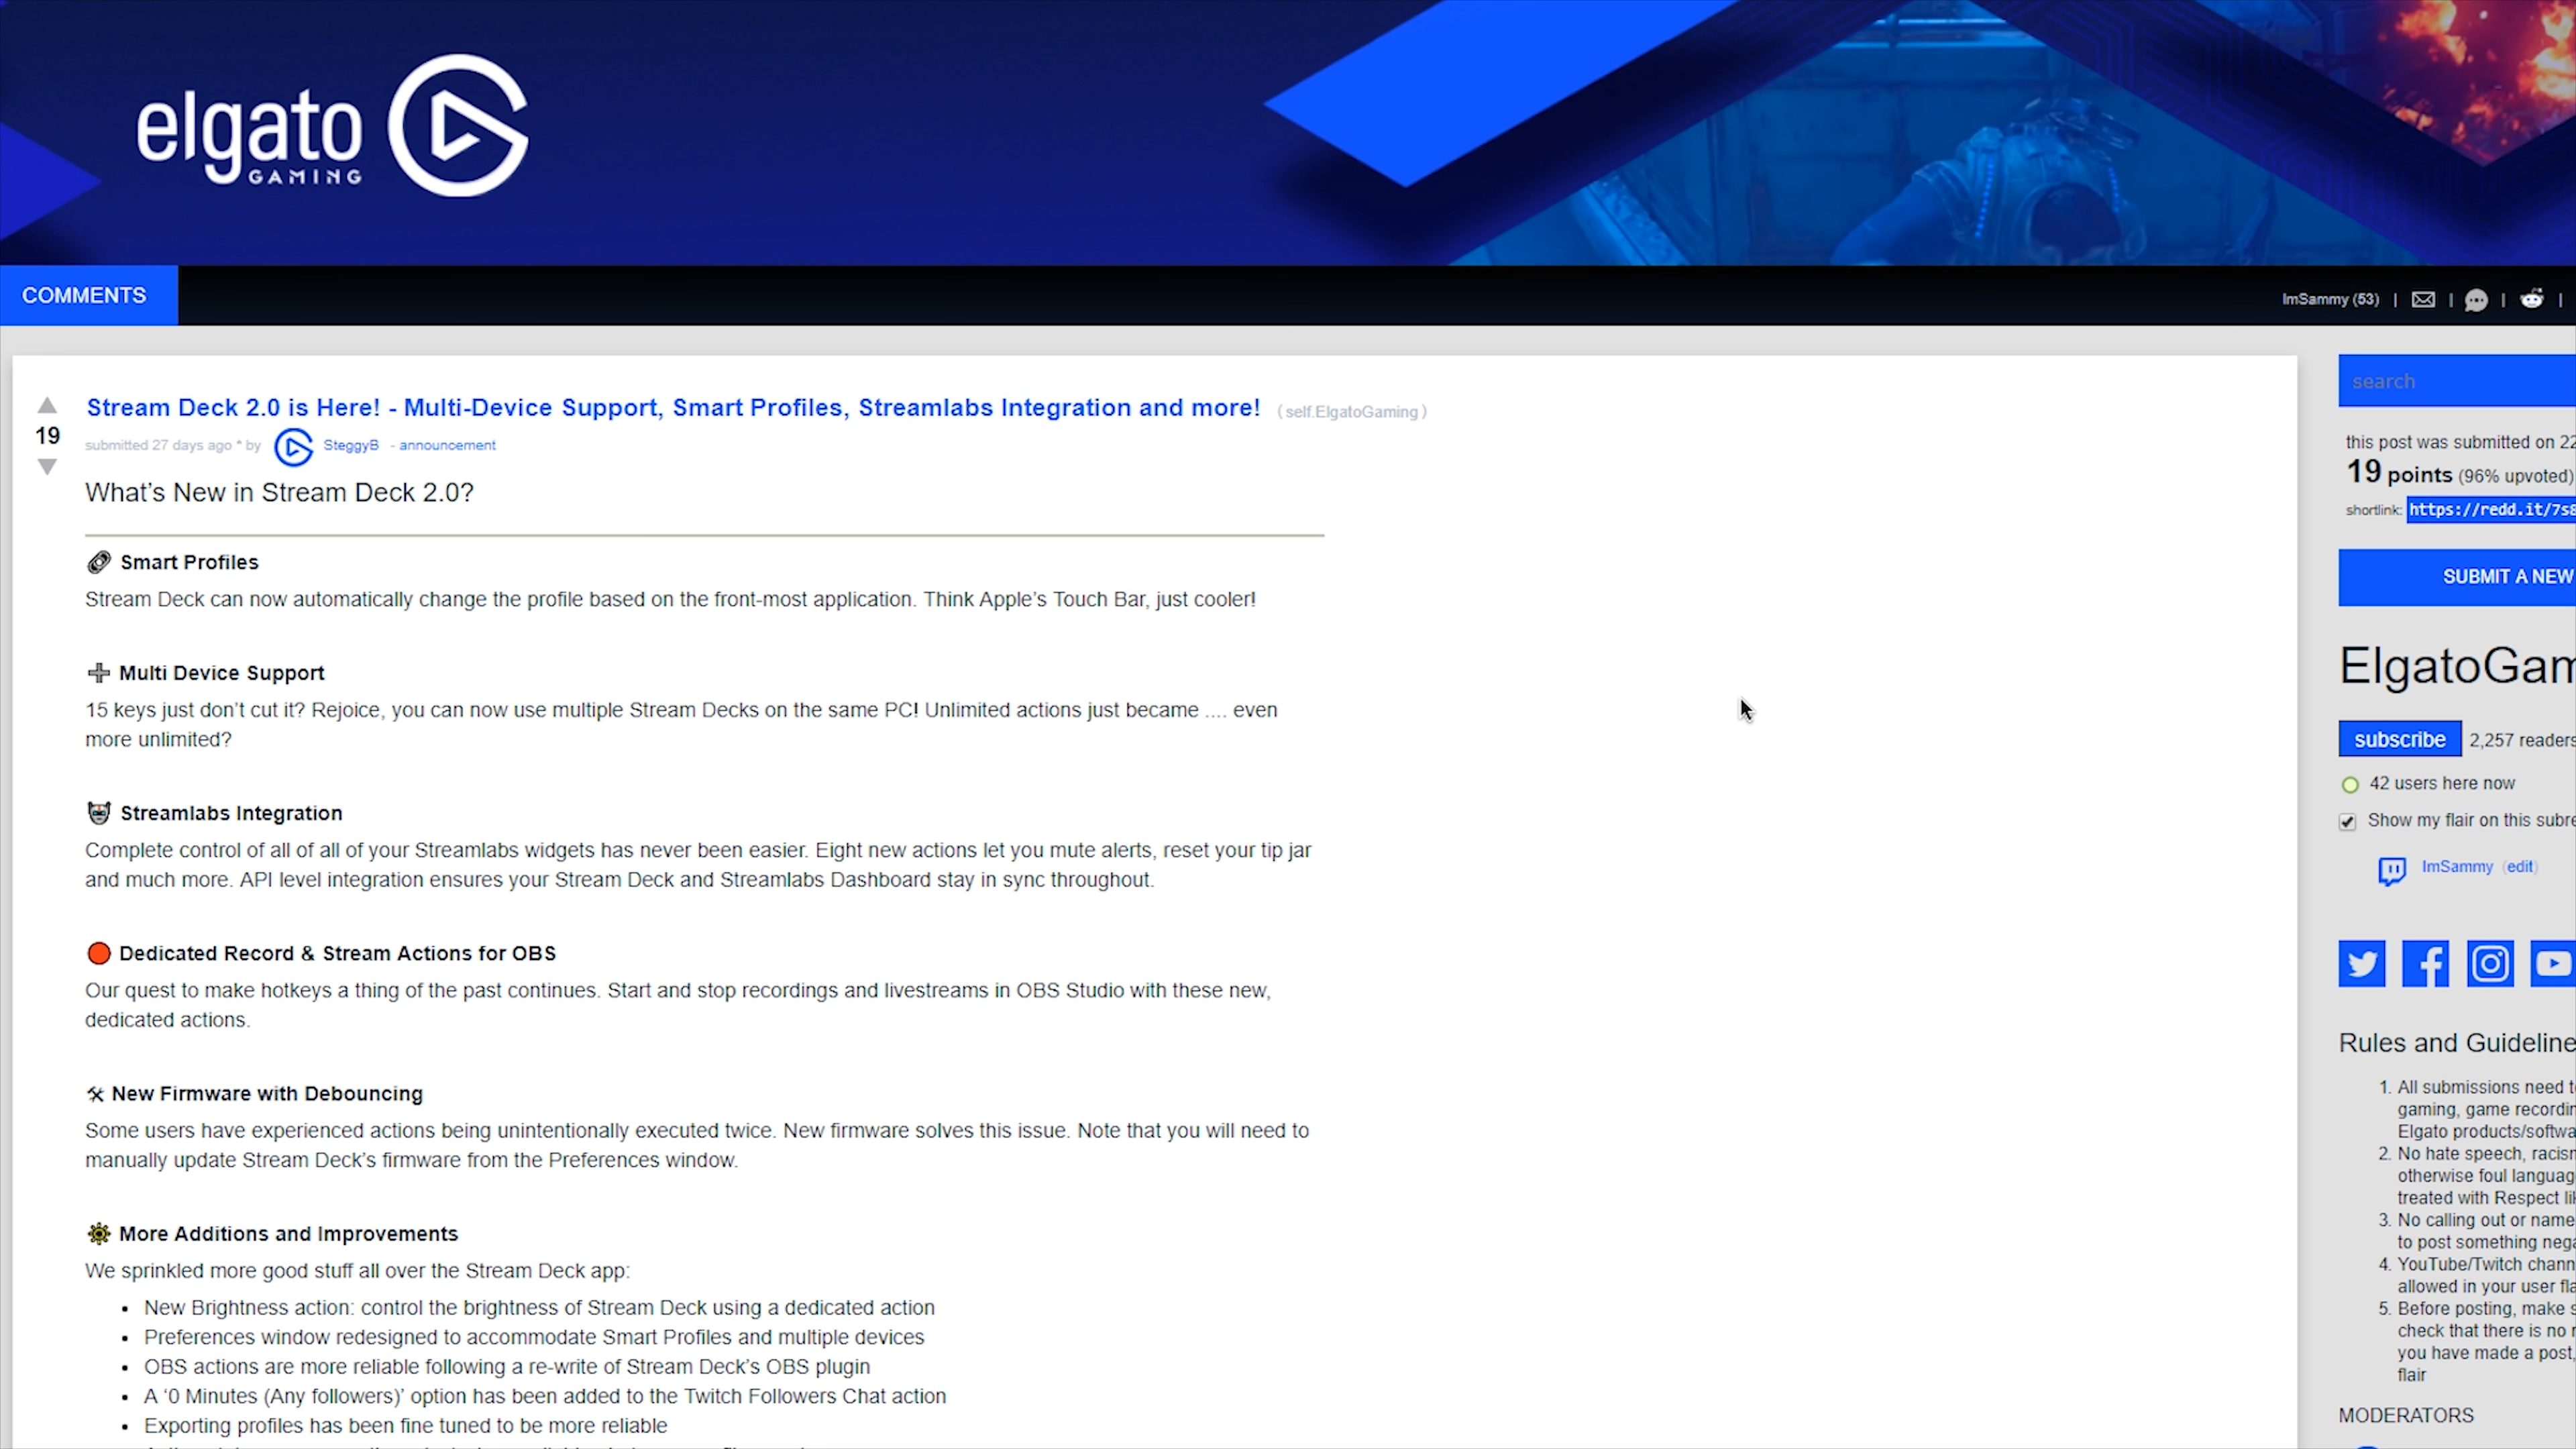 elgato
GAMING
COMMENTS
ImSammy (53) | | |
Stream Deck 2.0 is Here! - Multi-Device Support, Smart Profiles, Streamlabs Integration and more! (self.ElgatoGaming)
19
submitted 27 days ago * by SteggyB - announcement
What's New in Stream Deck 2.0?
Smart Profiles
Stream Deck can now automatically change the profile based on the front-most application. Think Apple's Touch Bar, just cooler!
Multi Device Support
15 keys just don't cut it? Rejoice, you can now use multiple Stream Decks on the same PC! Unlimited actions just became .... even
more unlimited?
Streamlabs Integration
Complete control of all of all of your Streamlabs widgets has never been easier. Eight new actions let you mute alerts, reset your tip jar
and much more. API level integration ensures your Stream Deck and Streamlabs Dashboard stay in sync throughout.
Dedicated Record & Stream Actions for OBS
Our quest to make hotkeys a thing of the past continues. Start and stop recordings and livestreams in OBS Studio with these new,
dedicated actions.
New Firmware with Debouncing
Some users have experienced actions being unintentionally executed twice. New firmware solves this issue. Note that you will need to
manually update Stream Deck's firmware from the Preferences window.
More Additions and Improvements
We sprinkled more good stuff all over the Stream Deck app:
• New Brightness action: control the brightness of Stream Deck using a dedicated action
• Preferences window redesigned to accommodate Smart Profiles and multiple devices
• OBS actions are more reliable following a re-write of Stream Deck's OBS plugin
• A '0 Minutes (Any followers)' option has been added to the Twitch Followers Chat action
• Exporting profiles has been fine tuned to be more reliable
search
this post was submitted on 22
19 points (96% upvoted)
shortlink: https://redd.it/7s8
SUBMIT A NEW
ElgatoGam
subscribe 2,257 readers
42 users here now
Show my flair on this subre
ImSammy (edit)
Rules and Guideline
1. All submissions need t
gaming, game recordin
Elgato products/softwa
2. No hate speech, racism
otherwise foul languag
treated with Respect li
3. No calling out or name
to post something nega
4. YouTube/Twitch chann
allowed in your user fla
5. Before posting, make s
check that there is no
you have made a post,
flair
MODERATORS